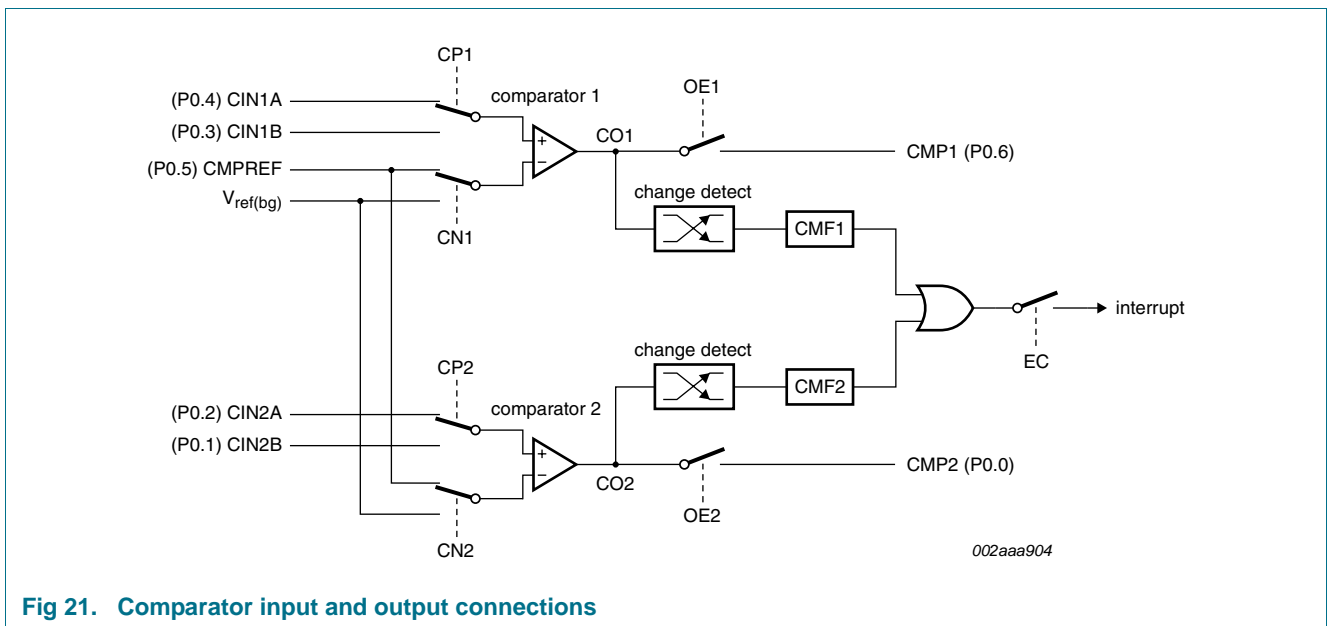 CP1
OE1
(P0.4) CIN1A
comparator 1
(P0.3) CIN1B
+
CO1
CMP1 (P0.6)
(P0.5) CMPREF
−
Vref(bg)
change detect
CN1
CMF1
interrupt
EC
CP2
change detect
CMF2
(P0.2) CIN2A
comparator 2
(P0.1) CIN2B
+
CO2
CMP2 (P0.0)
−
OE2
CN2
002aaa904
Fig 21. Comparator input and output connections